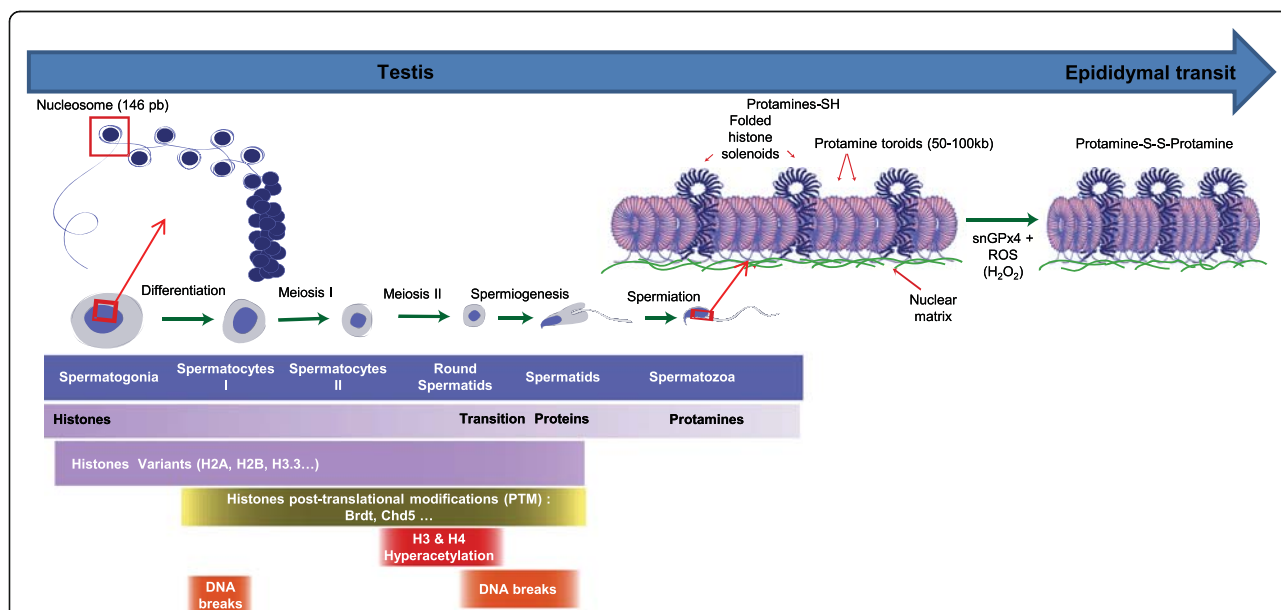 Testis
Epididymal transit
Nucleosome (146 pb)
Protamines-SH
Folded
histone
solenoids
Protamine toroids (50-100kb)
Protamine-S-S-Protamine
snGPx4 +
ROS
(H₂O₂)
Nuclear
matrix
Differentiation
Meiosis I
Meiosis II
Spermiogenesis
Spermiation
Spermatogonia
Spermatocytes
I
Spermatocytes
II
Round
Spermatids
Spermatids
Spermatozoa
Histones
Transition Proteins
Protamines
Histones Variants (H2A, H2B, H3.3…)
Histones post-translational modifications (PTM) :
Brdt, Chd5 …
H3 & H4
Hyperacetylation
DNA
breaks
DNA breaks